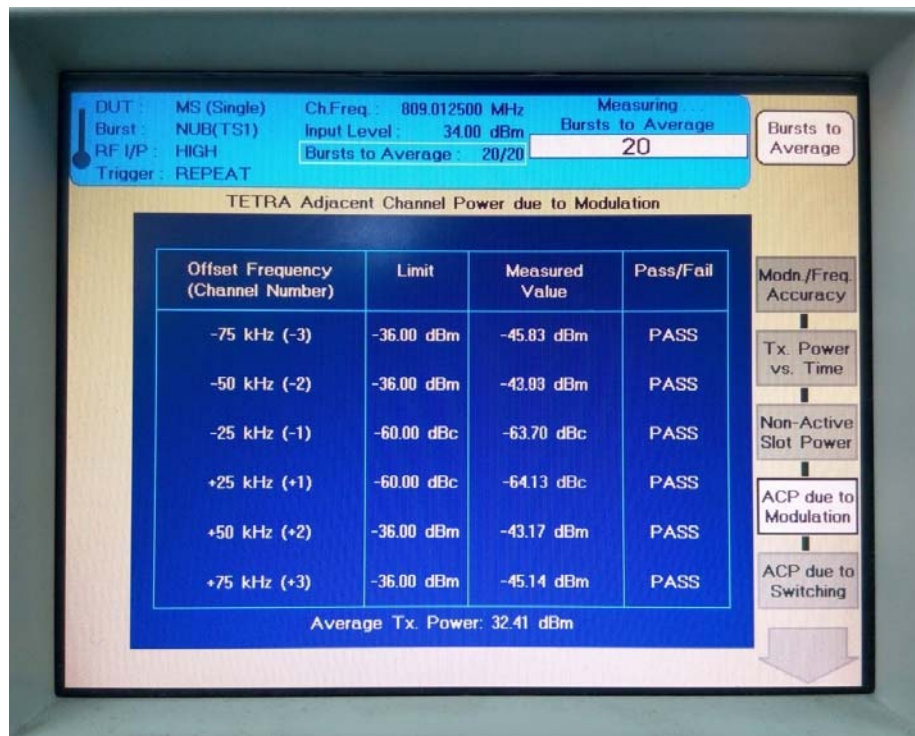 DUT : MS (Single) Ch.Freq. : 809.012500 MHz Measuring . . .
Burst : NUB(TS1) Input Level : 34.00 dBm Bursts to Average
RF I/P : HIGH Bursts to Average : 20/20 20
Trigger : REPEAT
Bursts to
Average
TETRA Adjacent Channel Power due to Modulation
Offset Frequency Limit Measured Pass/Fail
(Channel Number) Value
-75 kHz (-3) -36.00 dBm -45.83 dBm PASS
-50 kHz (-2) -36.00 dBm -43.03 dBm PASS
-25 kHz (-1) -60.00 dBc -63.70 dBc PASS
+25 kHz (+1) -60.00 dBc -64.13 dBc PASS
+50 kHz (+2) -36.00 dBm -43.17 dBm PASS
+75 kHz (+3) -36.00 dBm -45.14 dBm PASS
Average Tx. Power: 32.41 dBm
Modn./Freq.
Accuracy
Tx. Power
vs. Time
Non-Active
Slot Power
ACP due to
Modulation
ACP due to
Switching